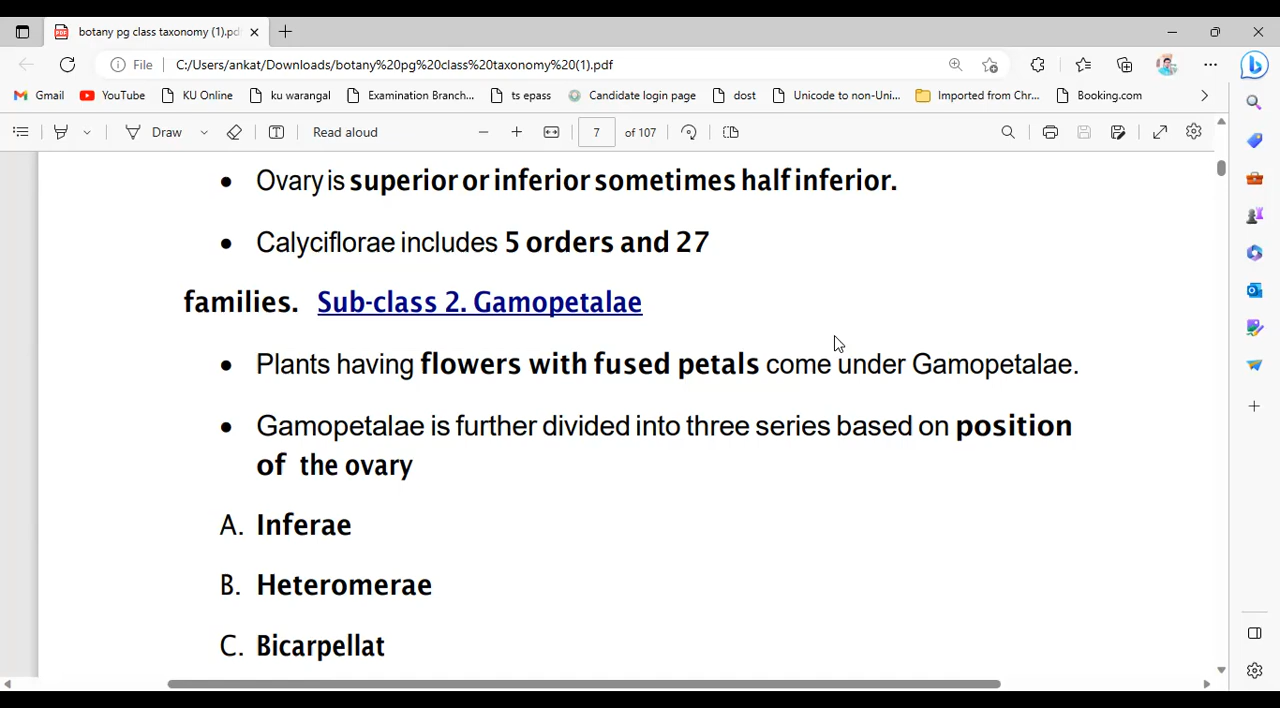 botany pg class taxonomy (1).pd
File C:/Users/ankat/Downloads/botany%20pg%20class%20taxonomy%20(1).pdf
Gmail YouTube KU Online ku warangal Examination Branc... ts epass Candidate login page dost Unicode to non-Uni... Imported from Chr... Booking.com
Draw Read aloud 7 of 107
• Ovary is superior or inferior sometimes half inferior.
• Calyciflorae includes 5 orders and 27
families. Sub-class 2. Gamopetalae
• Plants having flowers with fused petals come under Gamopetalae.
• Gamopetalae is further divided into three series based on position
of the ovary
A. Inferae
B. Heteromerae
C. Bicarpellat